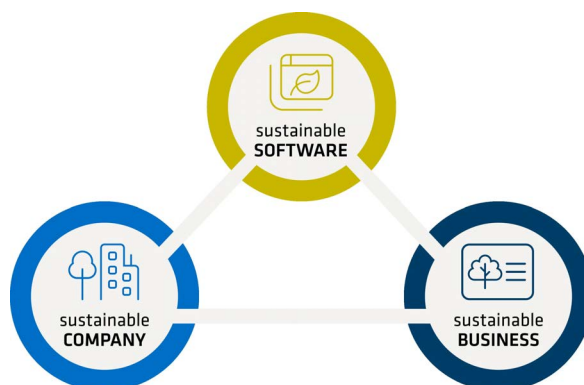 sustainable
SOFTWARE
sustainable
COMPANY
sustainable
BUSINESS